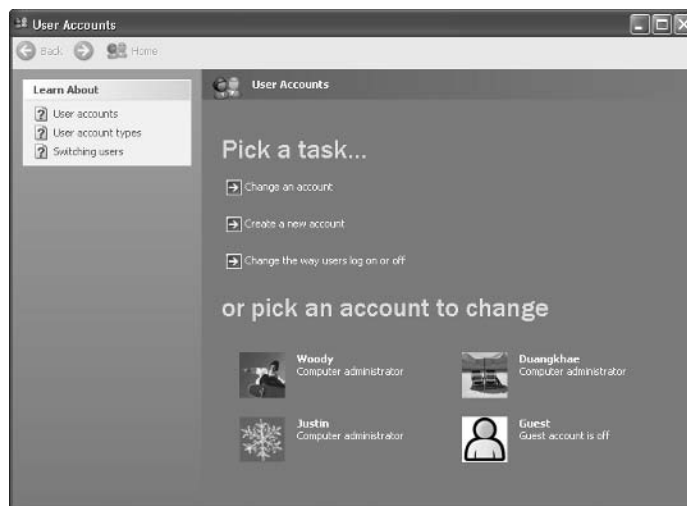 User Accounts
Back Home
Learn About
User accounts
User account types
Switching users
User Accounts
Pick a task...
Change an account
Create a new account
Change the way users log on or off
or pick an account to change
Woody
Computer administrator
Duangkhae
Computer administrator
Justin
Computer administrator
Guest
Guest account is off